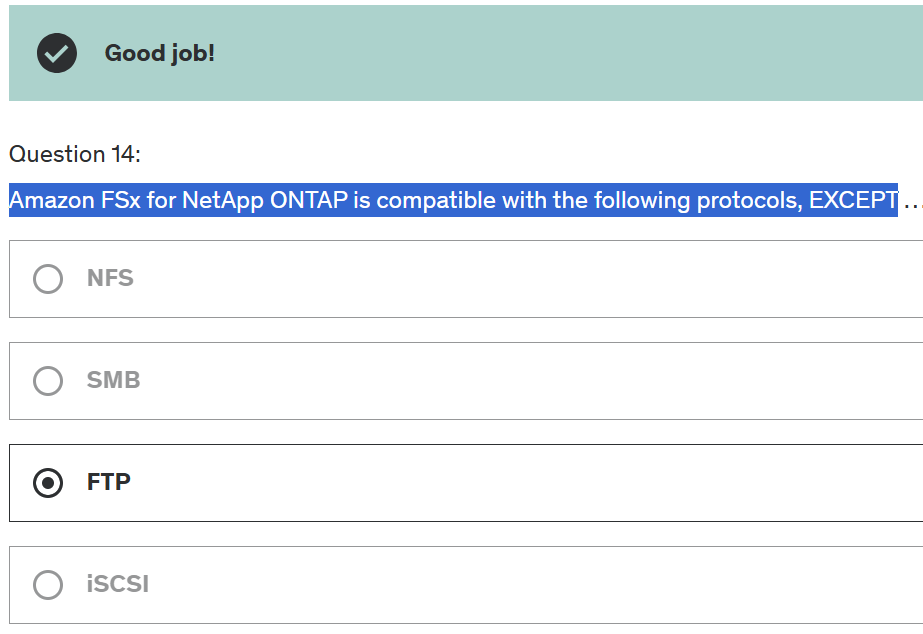 Good job!
Question 14:
Amazon FSx for NetApp ONTAP is compatible with the following protocols, EXCEPT ...
NFS
SMB
FTP
iSCSI